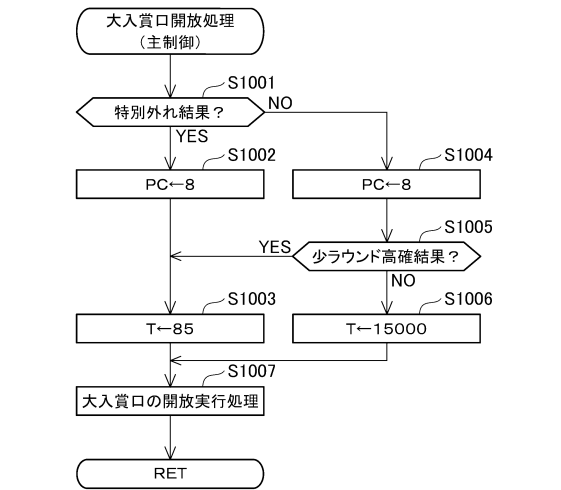 大入賞口開放処理
（主制御）
S1001
特別外れ結果？
NO
YES
S1002
PC←8
S1004
PC←8
S1005
少ラウンド高確結果？
YES
NO
S1003
T←85
S1006
T←15000
S1007
大入賞口の開放実行処理
RET